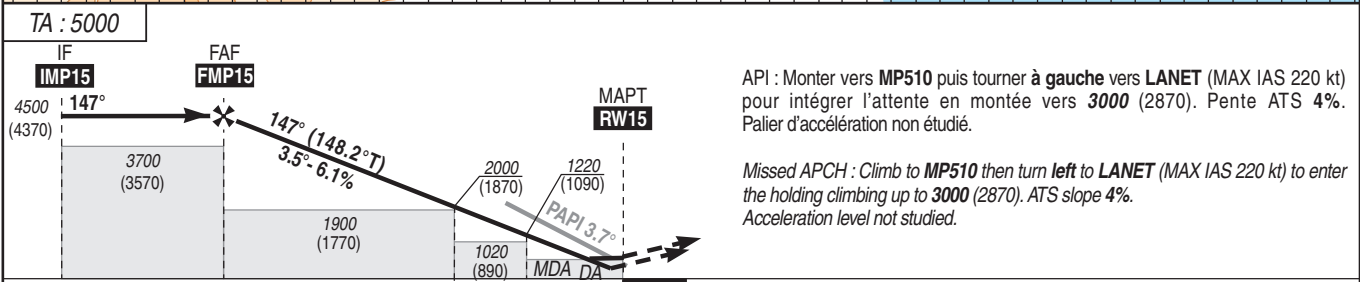 TA : 5000
IF
IMP15
FAF
FMP15
MAPT
RW15
4500
(4370)
147°
147° (148.2°T)
3.5°- 6.1%
3700
(3570)
2000
(1870)
1220
(1090)
PAPI 3.7°
1900
(1770)
1020
(890)
MDA
DA
API : Monter vers MP510 puis tourner à gauche vers LANET (MAX IAS 220 kt)
pour intégrer l'attente en montée vers 3000 (2870). Pente ATS 4%.
Palier d'accélération non étudié.
Missed APCH : Climb to MP510 then turn left to LANET (MAX IAS 220 kt) to enter
the holding climbing up to 3000 (2870). ATS slope 4%.
Acceleration level not studied.